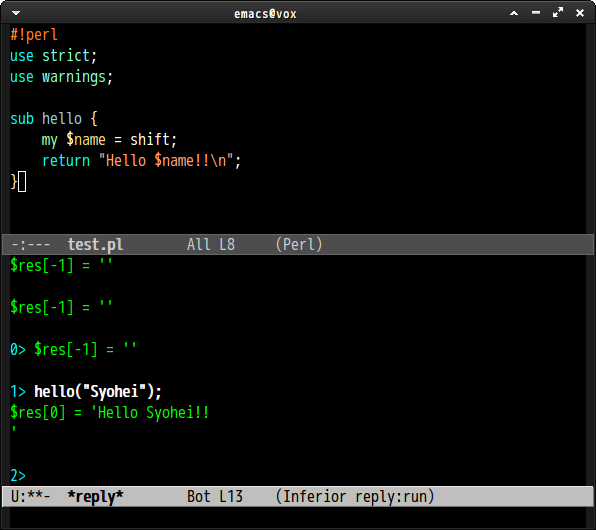 emacs@vox
#!perl
use strict;
use warnings;
sub hello {
    my $name = shift;
    return "Hello $name!!\n";
}
-:---  test.pl       All L8     (Perl)
$res[-1] = ''
$res[-1] = ''
0> $res[-1] = ''
1> hello("Syohei");
$res[0] = 'Hello Syohei!!
'
2>
U:**-  *reply*       Bot L13    (Inferior reply:run)